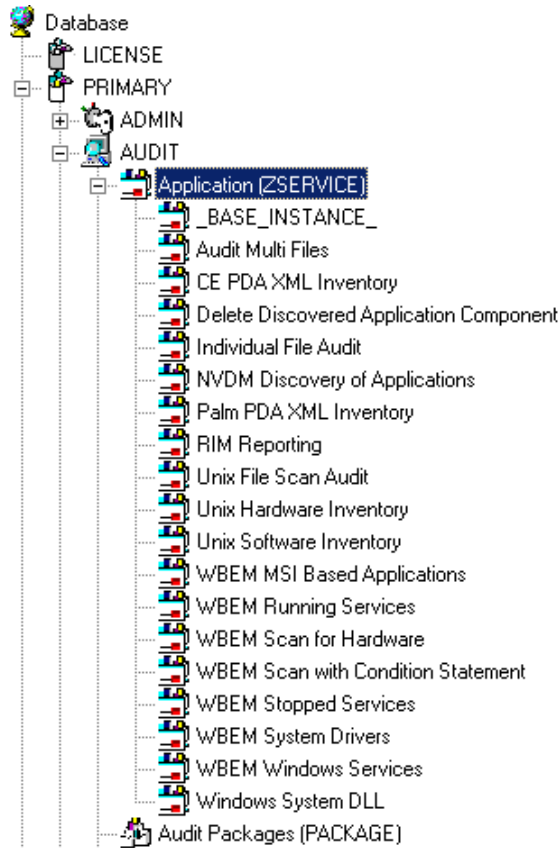 Database
LICENSE
PRIMARY
ADMIN
AUDIT
Application (ZSERVICE)
_BASE_INSTANCE_
Audit Multi Files
CE PDA XML Inventory
Delete Discovered Application Component
Individual File Audit
NVDM Discovery of Applications
Palm PDA XML Inventory
RIM Reporting
Unix File Scan Audit
Unix Hardware Inventory
Unix Software Inventory
WBEM MSI Based Applications
WBEM Running Services
WBEM Scan for Hardware
WBEM Scan with Condition Statement
WBEM Stopped Services
WBEM System Drivers
WBEM Windows Services
Windows System DLL
Audit Packages (PACKAGE)